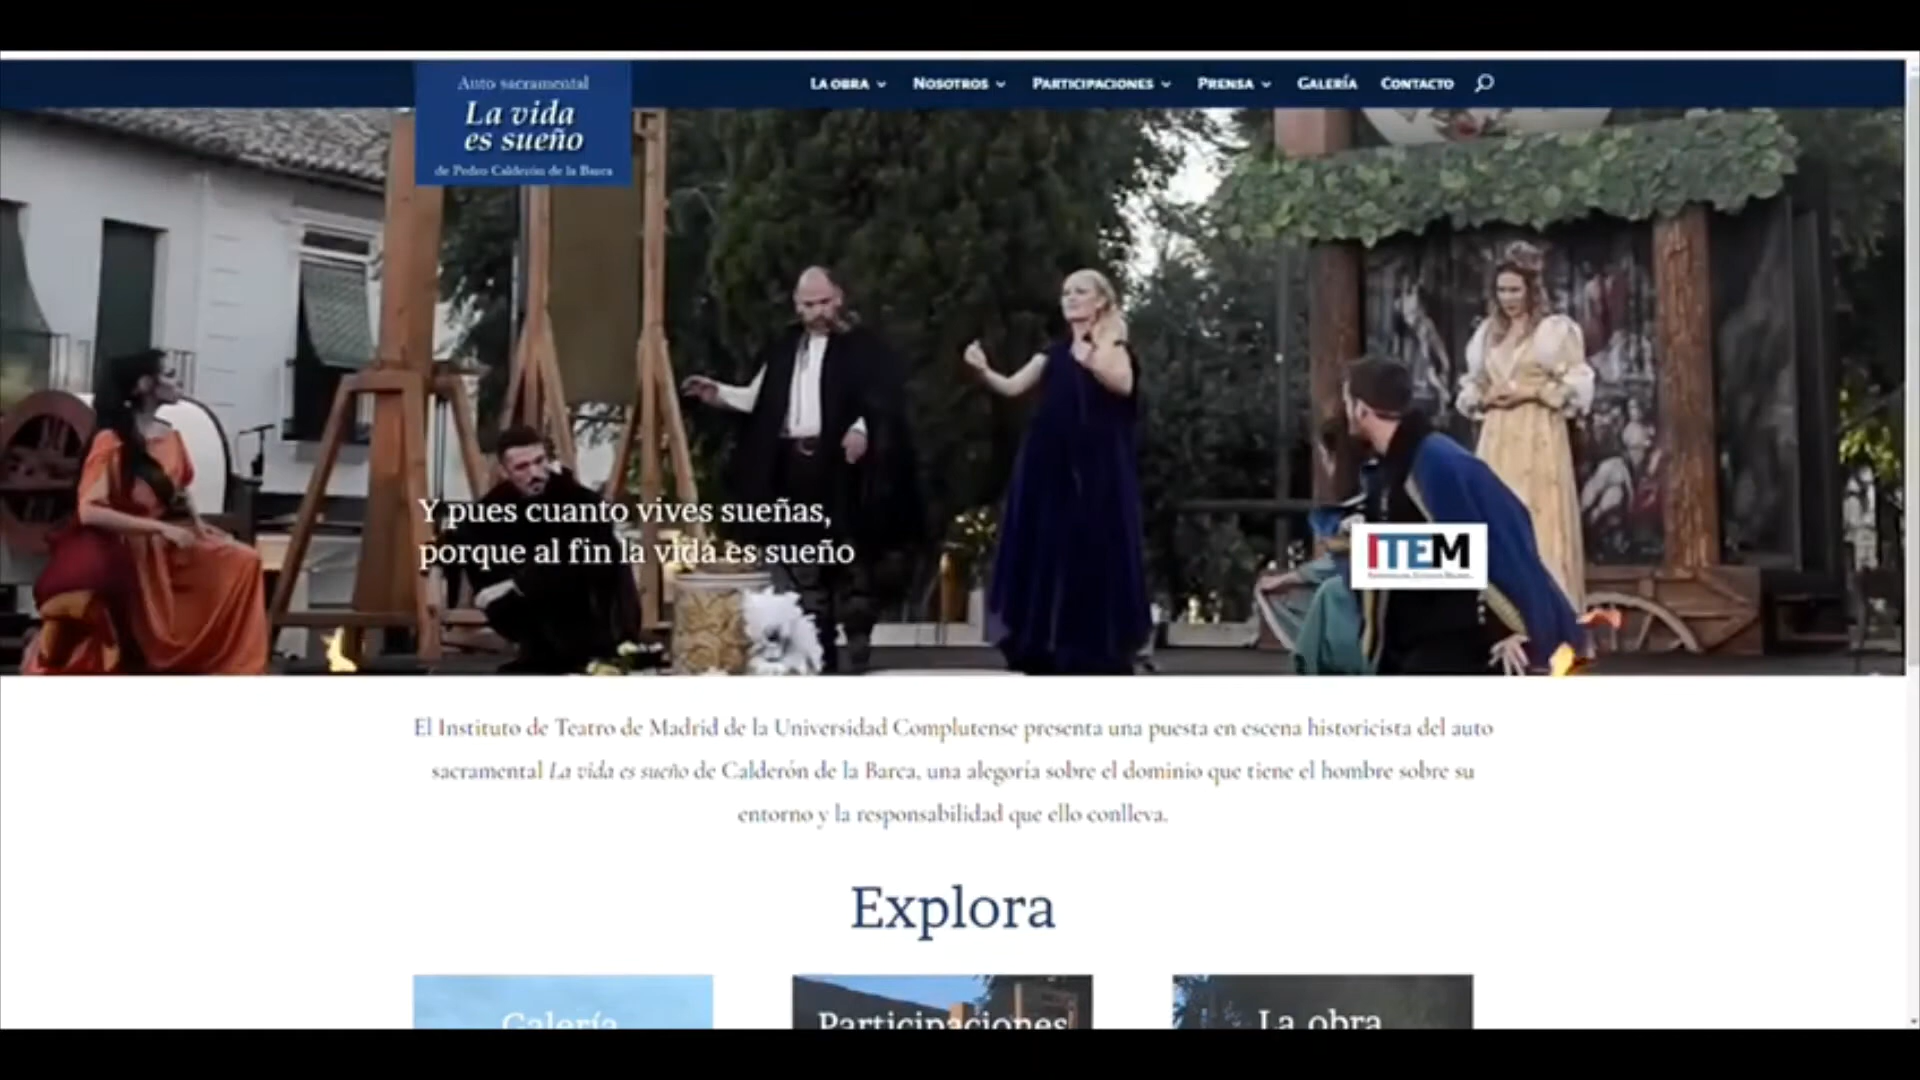 Auto sacramental
La vida
es sueño
de Pedro Calderón de la Barca
La obra
Nosotros
Participaciones
Prensa
Galería
Contacto
Y pues cuanto vives sueñas,
porque al fin la vida es sueño
ITEM
El Instituto de Teatro de Madrid de la Universidad Complutense presenta una puesta en escena historicista del auto
sacramental La vida es sueño de Calderón de la Barca, una alegoría sobre el dominio que tiene el hombre sobre su
entorno y la responsabilidad que ello conlleva.
Explora
Galería
Participaciones
La obra